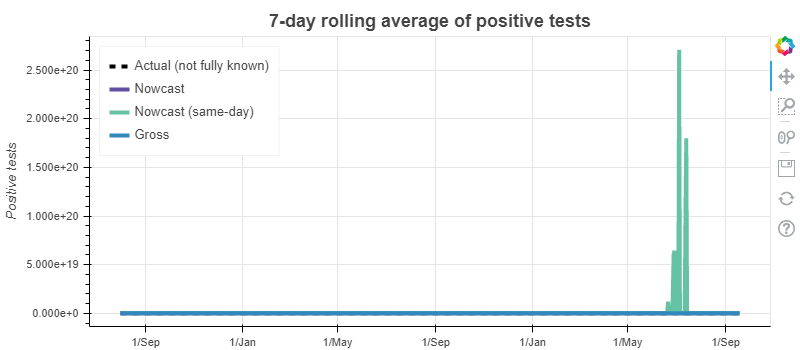 7-day rolling average of positive tests
Actual (not fully known)
Nowcast
Nowcast (same-day)
Gross
Positive tests
2.500e+20
2.000e+20
1.500e+20
1.000e+20
5.000e+19
0.000e+0
1/Sep 1/Jan 1/May 1/Sep 1/Jan 1/May 1/Sep